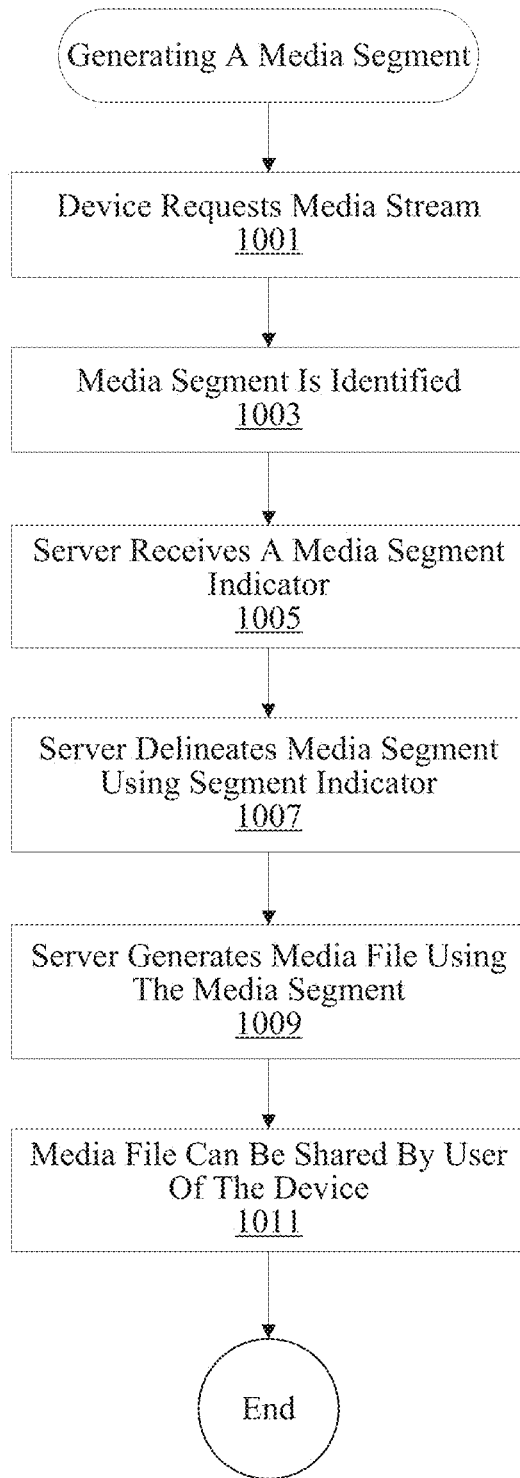 Generating A Media Segment
Device Requests Media Stream
1001
Media Segment Is Identified
1003
Server Receives A Media Segment
Indicator
1005
Server Delineates Media Segment
Using Segment Indicator
1007
Server Generates Media File Using
The Media Segment
1009
Media File Can Be Shared By User
Of The Device
1011
End